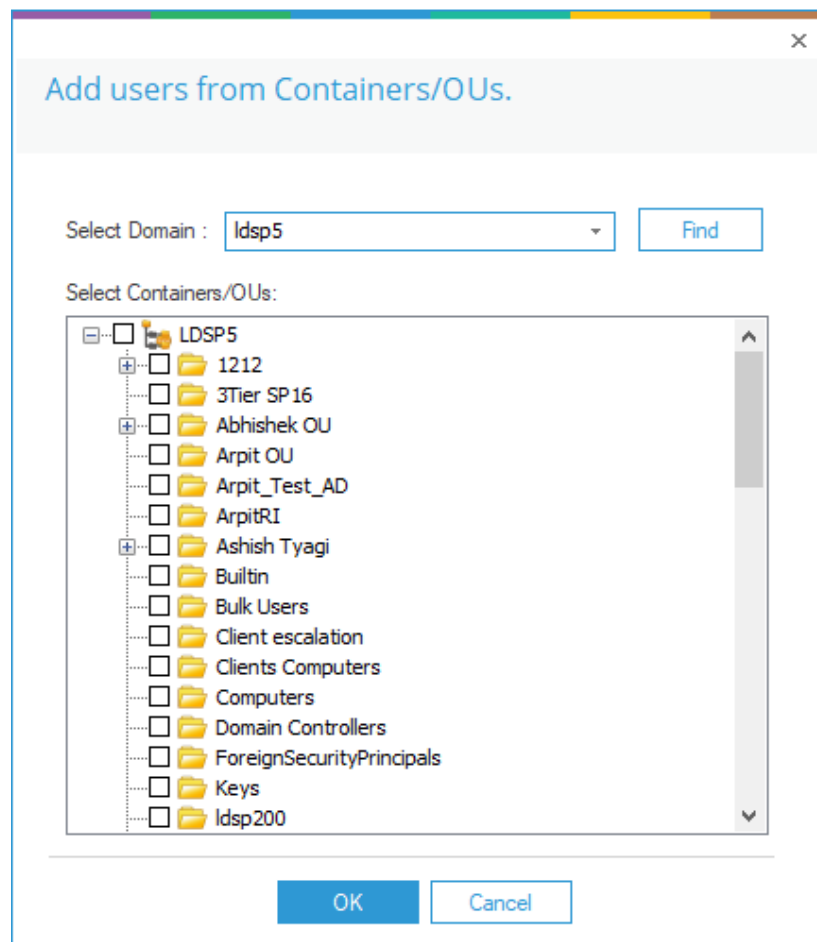 Add users from Containers/OUs.
Select Domain : ldsp5 Find
Select Containers/OUs:
LDSP5
1212
3Tier SP16
Abhishek OU
Arpit OU
Arpit_Test_AD
ArpitRI
Ashish Tyagi
Builtin
Bulk Users
Client escalation
Clients Computers
Computers
Domain Controllers
ForeignSecurityPrincipals
Keys
ldsp200
OK Cancel